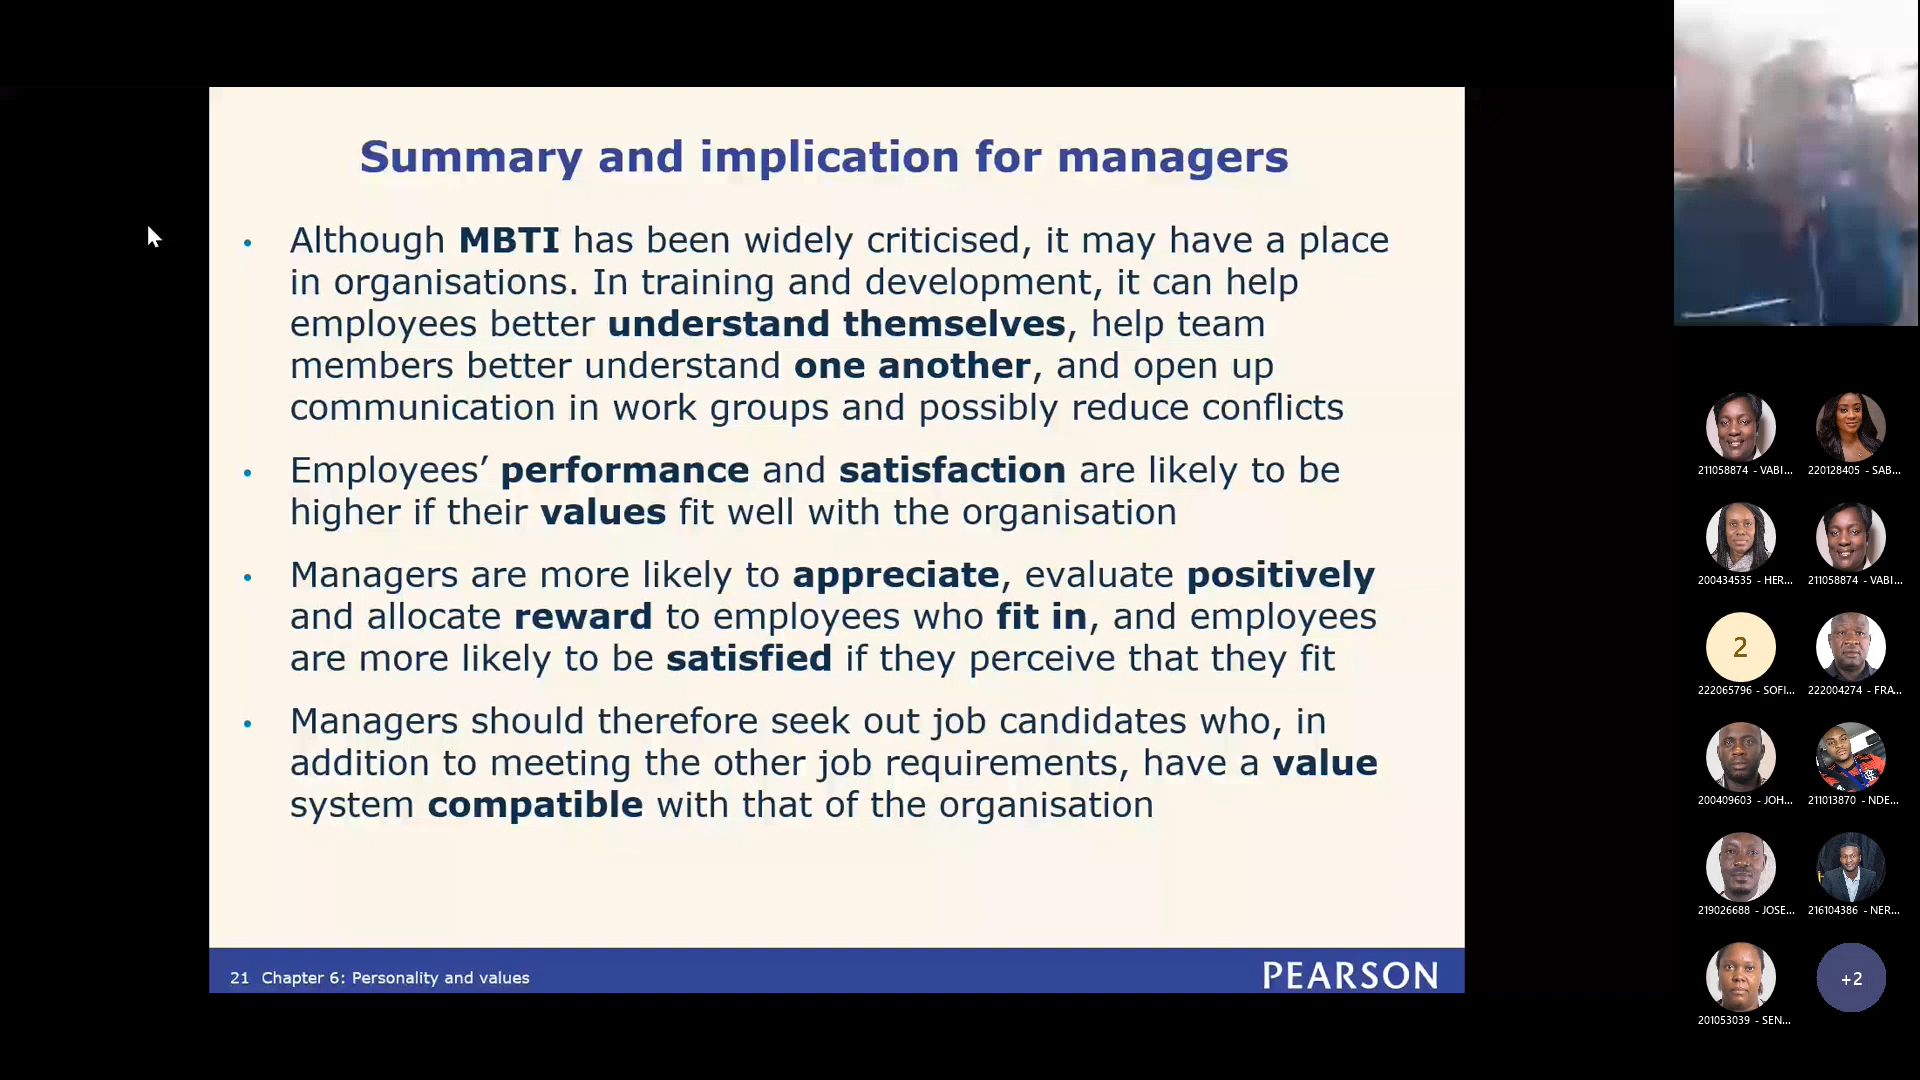 Summary and implication for managers
• Although MBTI has been widely criticised, it may have a place
in organisations. In training and development, it can help
employees better understand themselves, help team
members better understand one another, and open up
communication in work groups and possibly reduce conflicts
• Employees’ performance and satisfaction are likely to be
higher if their values fit well with the organisation
• Managers are more likely to appreciate, evaluate positively
and allocate reward to employees who fit in, and employees
are more likely to be satisfied if they perceive that they fit
• Managers should therefore seek out job candidates who, in
addition to meeting the other job requirements, have a value
system compatible with that of the organisation
21 Chapter 6: Personality and values
PEARSON
211058874 - VABI...
220128405 - SAB...
200434535 - HER...
211058874 - VABI...
2
222065796 - SOFI...
222004274 - FRA...
200409603 - JOH...
211013870 - NDE...
219026688 - JOSE...
216104386 - NER...
201053039 - SEN...
+2